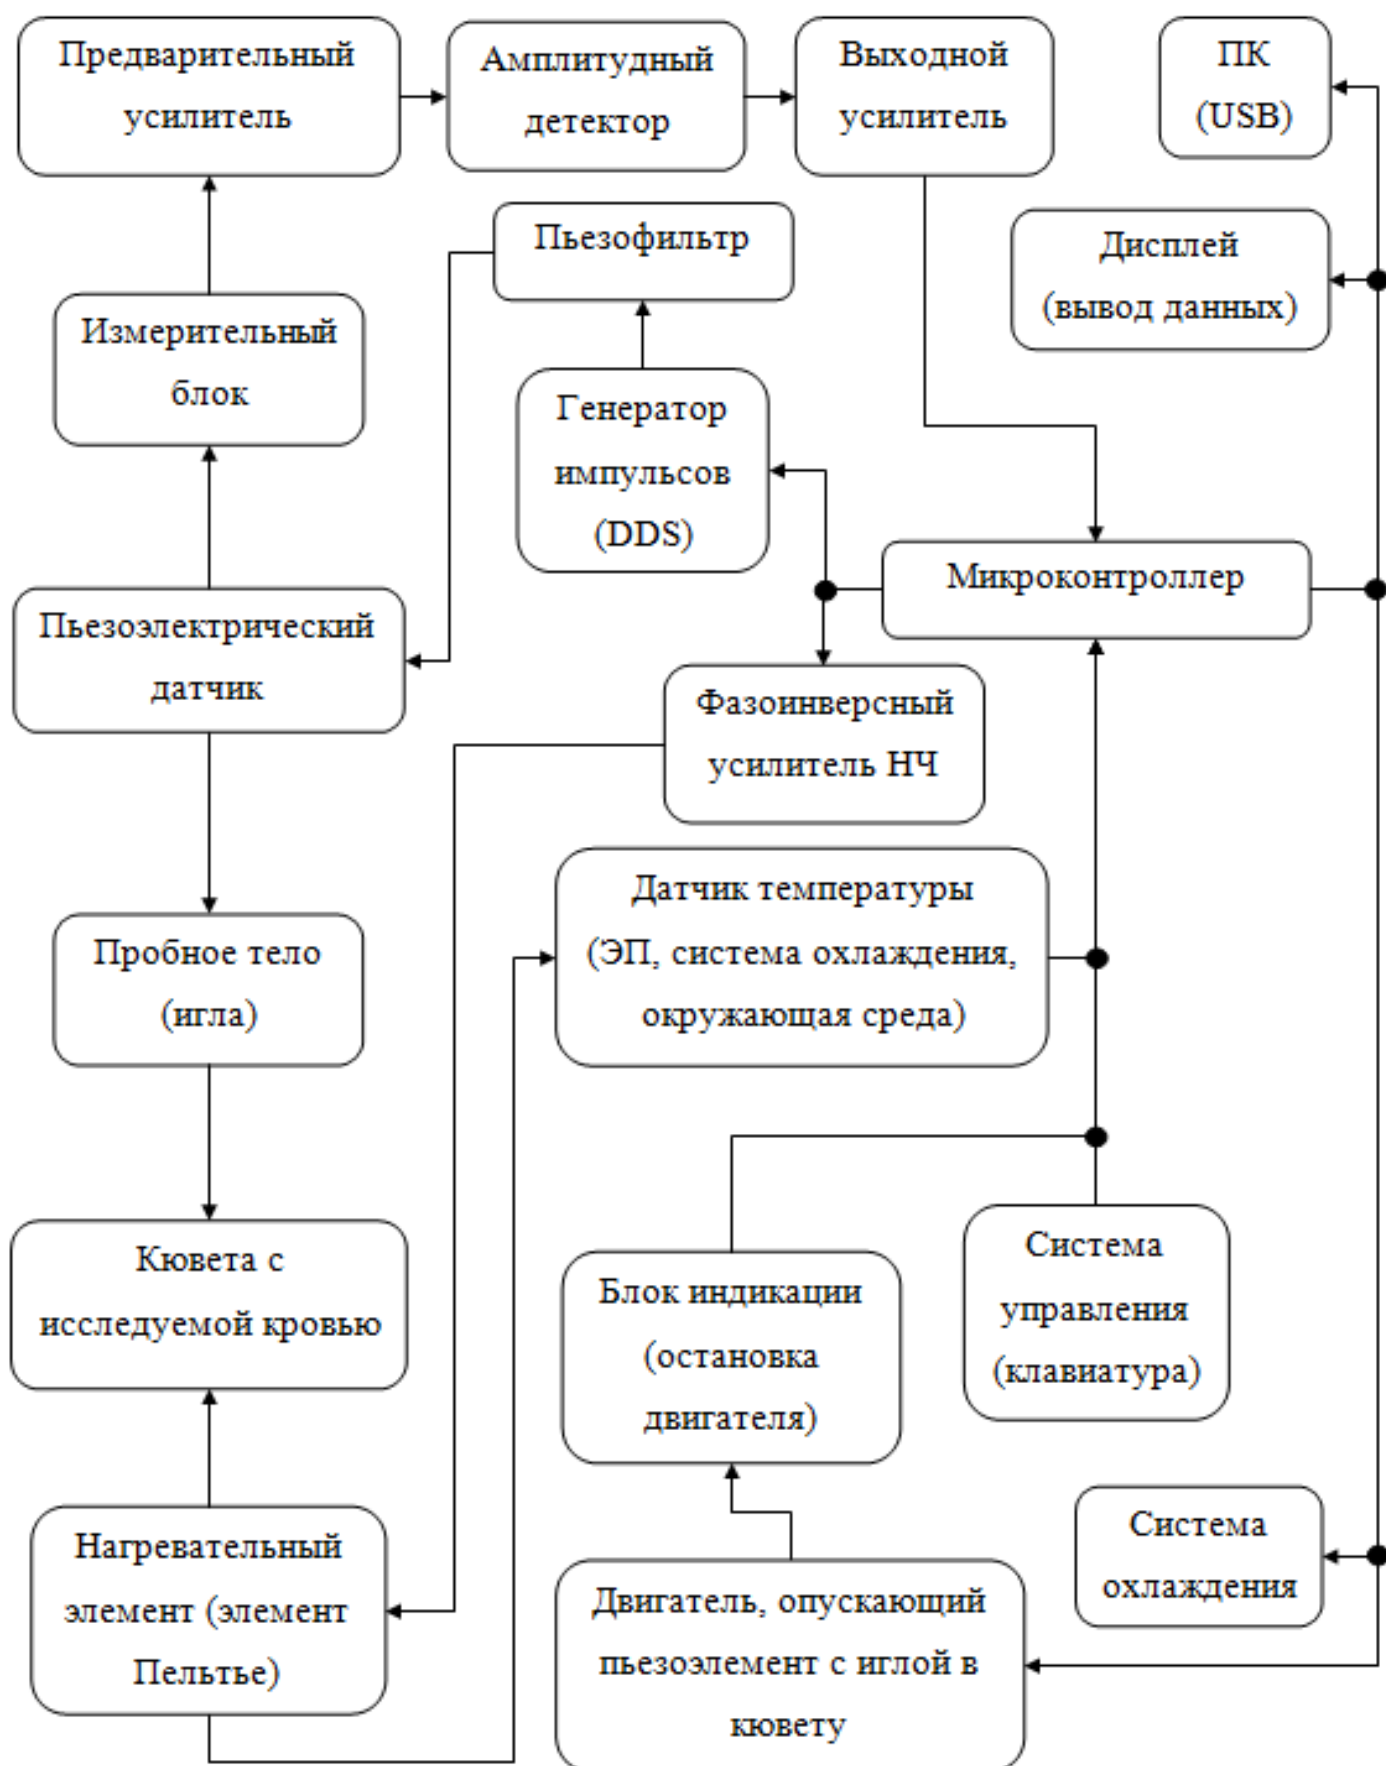 Предварительный
усилитель
Амплитудный
детектор
Выходной
усилитель
ПК
(USB)
Пьезофильтр
Дисплей
(вывод данных)
Измерительный
блок
Генератор
импульсов
(DDS)
Микроконтроллер
Пьезоэлектрический
датчик
Фазоинверсный
усилитель НЧ
Датчик температуры
(ЭП, система охлаждения,
окружающая среда)
Пробное тело
(игла)
Кювета с
исследуемой кровью
Блок индикации
(остановка
двигателя)
Система
управления
(клавиатура)
Нагревательный
элемент (элемент
Пельтье)
Двигатель, опускающий
пьезоэлемент с иглой в
кювету
Система
охлаждения